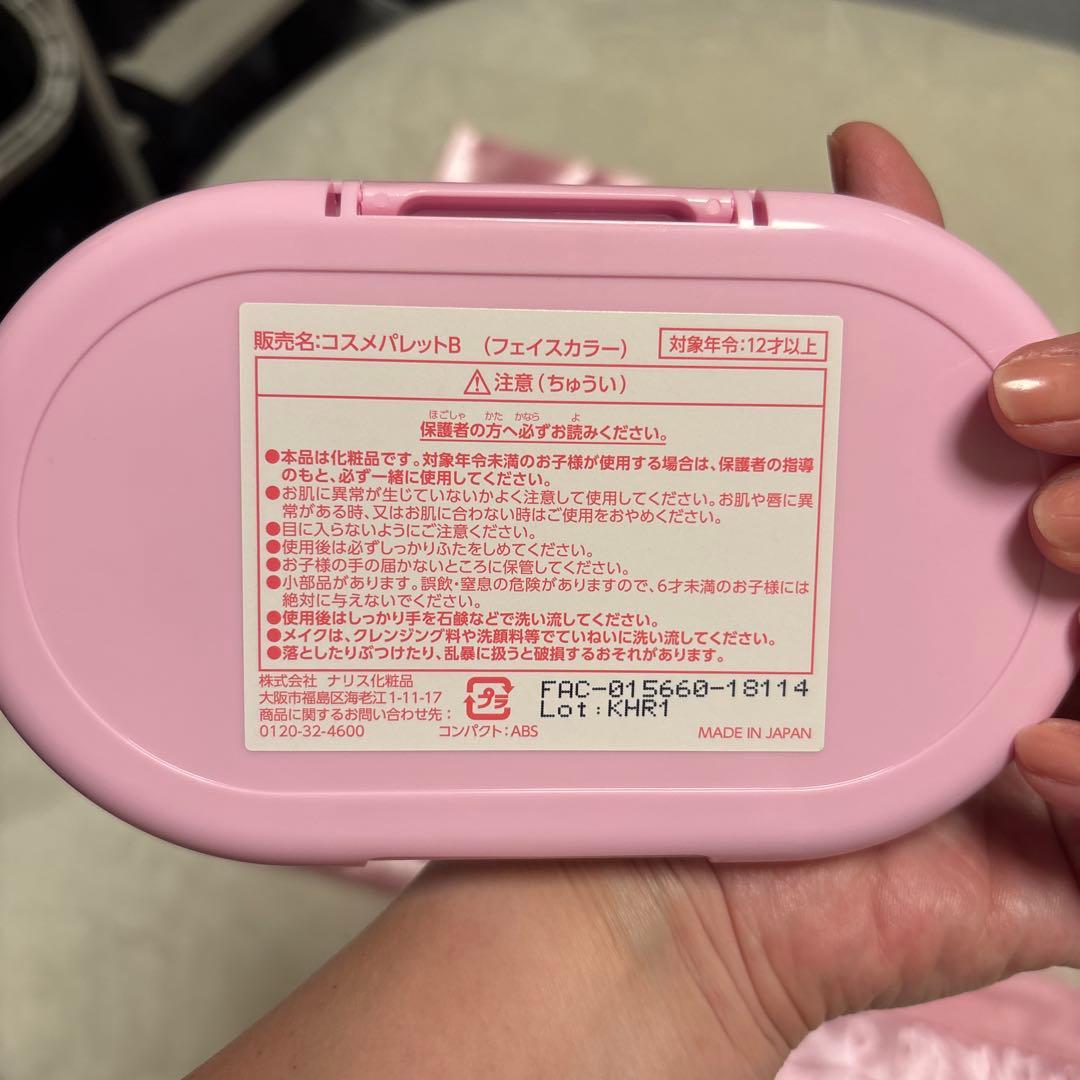 販売名:コスメパレットB (フェイスカラー) 対象年令:12才以上
⚠注意(ちゅうい)
ほごしゃ かた かなら よ
保護者の方へ必ずお読みください。
●本品は化粧品です。対象年令未満のお子様が使用する場合は、保護者の指導
のもと、必ず一緒に使用してください。
●お肌に異常が生じていないかよく注意して使用してください。お肌や唇に異
常がある時、又はお肌に合わない時はご使用をおやめください。
●目に入らないようにご注意ください。
●使用後は必ずしっかりふたをしめてください。
●お子様の手の届かないところに保管してください。
●小部品があります。誤飲・窒息の危険がありますので、6才未満のお子様には
絶対に与えないでください。
●使用後はしっかり手を石鹸などで洗い流してください。
●メイクは、クレンジング料や洗顔料等でていねいに洗い流してください。
●落としたりぶつけたり、乱暴に扱うと破損するおそれがあります。
株式会社 ナリス化粧品
大阪市福島区海老江1-11-17
商品に関するお問い合わせ先:
0120-32-4600
プラ
コンパクト:ABS
FAC-015660-18114
Lot:KHR1
MADE IN JAPAN